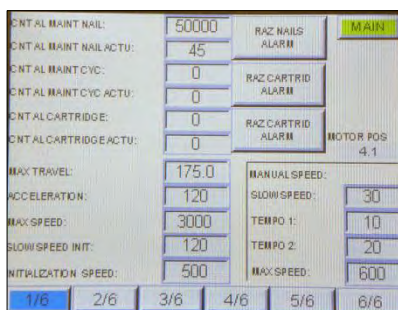 CNT AL MAINT NAIL: 50000 RAZ NAILS ALARM MAIN
CNT AL MAINT NAIL ACTU: 45
CNT AL MAINT CYC: 0 RAZ CARTRID ALARM
CNT AL MAINT CYC ACTU: 0
CNT AL CARTRIDGE: 0 RAZ CARTRID ALARM
CNT AL CARTRIDGE ACTU: 0 MOTOR POS
4.1
MAX TRAVEL: 175.0 MANUAL SPEED:
ACCELERATION: 120 SLOW SPEED: 30
MAX SPEED: 3000 TEMPO 1: 10
SLOW SPEED INIT: 120 TEMPO 2: 20
INITIALIZATION SPEED: 500 MAX SPEED: 600
1/6 2/6 3/6 4/6 5/6 6/6